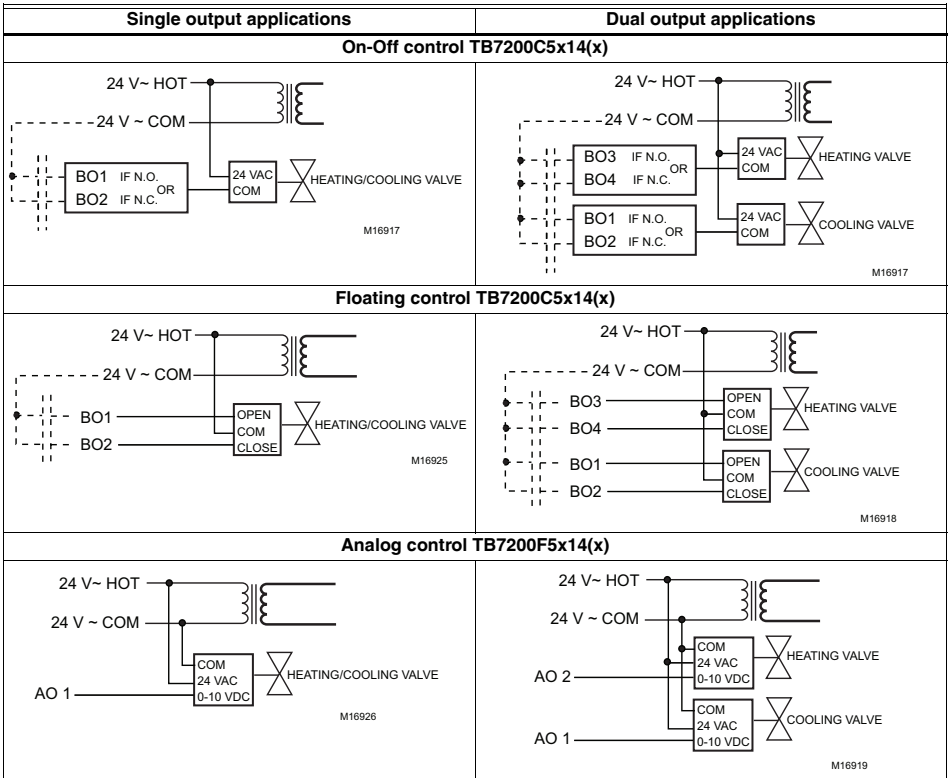 Single output applications
Dual output applications
On-Off control TB7200C5x14(x)
24 V~ HOT
24 V ~ COM
BO1 IF N.O.
OR
BO2 IF N.C.
24 VAC
COM
HEATING/COOLING VALVE
M16917
24 V~ HOT
24 V ~ COM
BO3 IF N.O.
OR
BO4 IF N.C.
24 VAC
COM
HEATING VALVE
BO1 IF N.O.
OR
BO2 IF N.C.
24 VAC
COM
COOLING VALVE
M16917
Floating control TB7200C5x14(x)
24 V~ HOT
24 V ~ COM
BO1
BO2
OPEN
COM
CLOSE
HEATING/COOLING VALVE
M16925
24 V~ HOT
24 V ~ COM
BO3
BO4
OPEN
COM
CLOSE
HEATING VALVE
BO1
BO2
OPEN
COM
CLOSE
COOLING VALVE
M16918
Analog control TB7200F5x14(x)
24 V~ HOT
24 V ~ COM
AO 1
COM
24 VAC
0-10 VDC
HEATING/COOLING VALVE
M16926
24 V~ HOT
24 V ~ COM
AO 2
COM
24 VAC
0-10 VDC
HEATING VALVE
AO 1
COM
24 VAC
0-10 VDC
COOLING VALVE
M16919